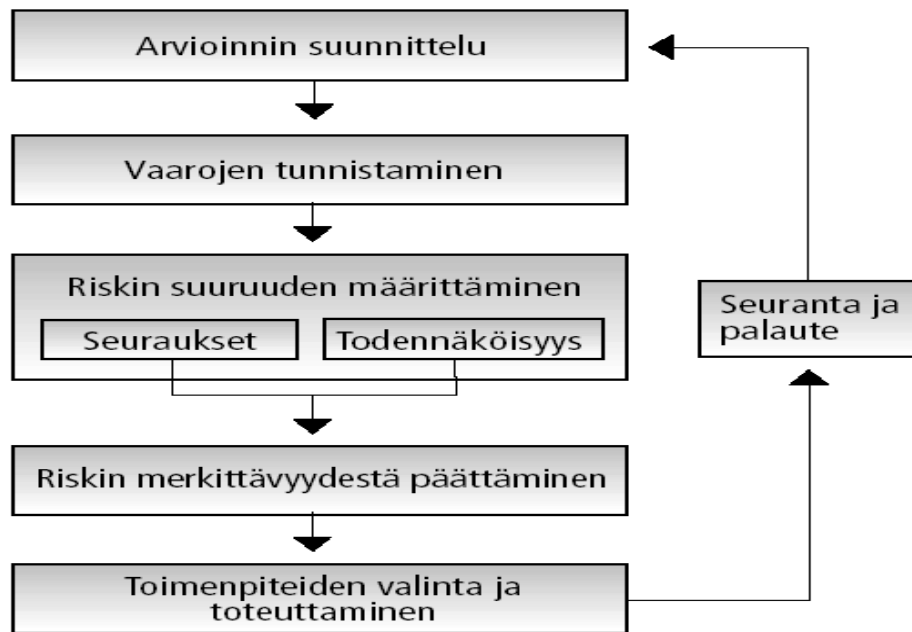 Arvioinnin suunnittelu
Vaarojen tunnistaminen
Riskin suuruuden määrittäminen
Seuraukset
Todennäköisyys
Riskin merkittävyydestä päättäminen
Toimenpiteiden valinta ja
toteuttaminen
Seuranta ja
palaute